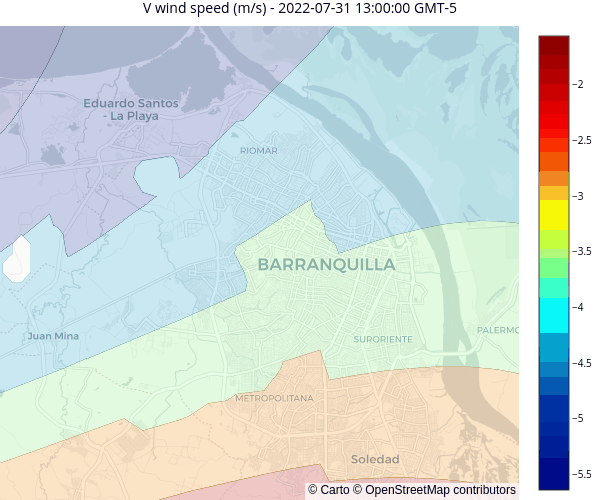 V wind speed (m/s) - 2022-07-31 13:00:00 GMT-5
Eduardo Santos
- La Playa
RIOMAR
BARRANQUILLA
Juan Mina
SURORIENTE
PALERMO
METROPOLITANA
Soledad
−2
−2.5
−3
−3.5
−4
−4.5
−5
−5.5
© Carto © OpenStreetMap contributors